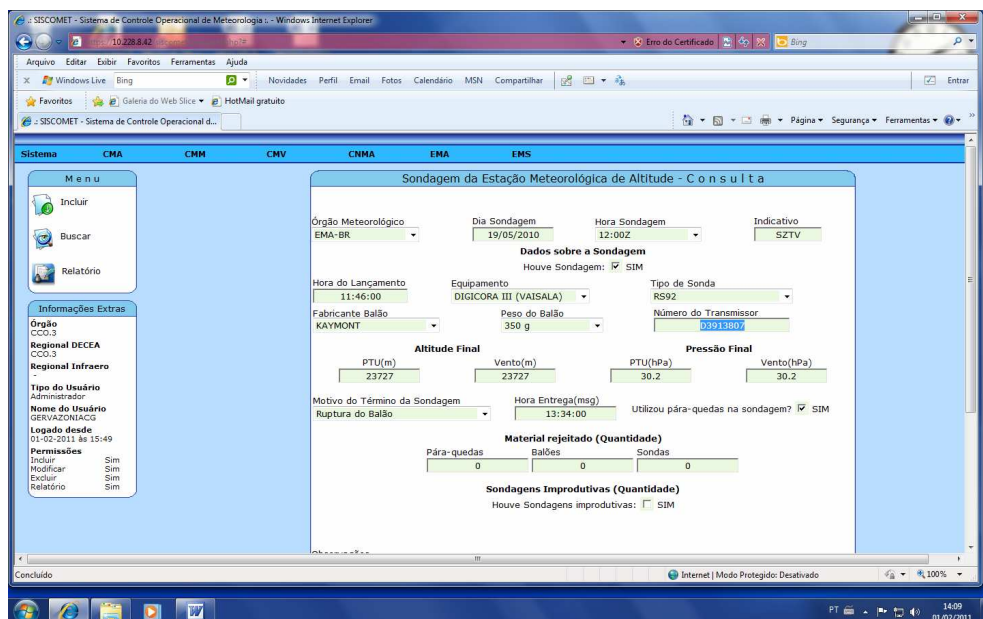 .: SISCOMET - Sistema de Controle Operacional de Meteorologia :. - Windows Internet Explorer
10.228.8.42
Erro do Certificado
Bing
Arquivo Editar Exibir Favoritos Ferramentas Ajuda
x Windows Live Bing Novidades Perfil Email Fotos Calendário MSN Compartilhar Entrar
Favoritos Galeria do Web Slice HotMail gratuito
.: SISCOMET - Sistema de Controle Operacional d...
Página Segurança Ferramentas
Sistema CMA CMM CMV CNMA EMA EMS
Menu
Incluir
Buscar
Relatório
Informações Extras
Órgão
CCO.3
Regional DECEA
CCO.3
Regional Infraero
-
Tipo do Usuário
Administrador
Nome do Usuário
GERVAZONIACG
Logado desde
01-02-2011 às 15:49
Permissões
Incluir Sim
Modificar Sim
Excluir Sim
Relatório Sim
Sondagem da Estação Meteorológica de Altitude - Consulta
Órgão Meteorológico Dia Sondagem Hora Sondagem Indicativo
EMA-BR 19/05/2010 12:00Z SZTV
Dados sobre a Sondagem
Houve Sondagem: SIM
Hora do Lançamento Equipamento Tipo de Sonda
11:46:00 DIGICORA III (VAISALA) RS92
Fabricante Balão Peso do Balão Número do Transmissor
KAYMONT 350 g D3913807
Altitude Final Pressão Final
PTU(m) Vento(m) PTU(hPa) Vento(hPa)
23727 23727 30.2 30.2
Motivo do Término da Sondagem Hora Entrega(msg)
Ruptura do Balão 13:34:00 Utilizou pára-quedas na sondagem? SIM
Material rejeitado (Quantidade)
Pára-quedas Balões Sondas
0 0 0
Sondagens Improdutivas (Quantidade)
Houve Sondagens improdutivas: SIM
Observações
Concluído
Internet | Modo Protegido: Desativado
100%
PT
14:09
01/02/2011